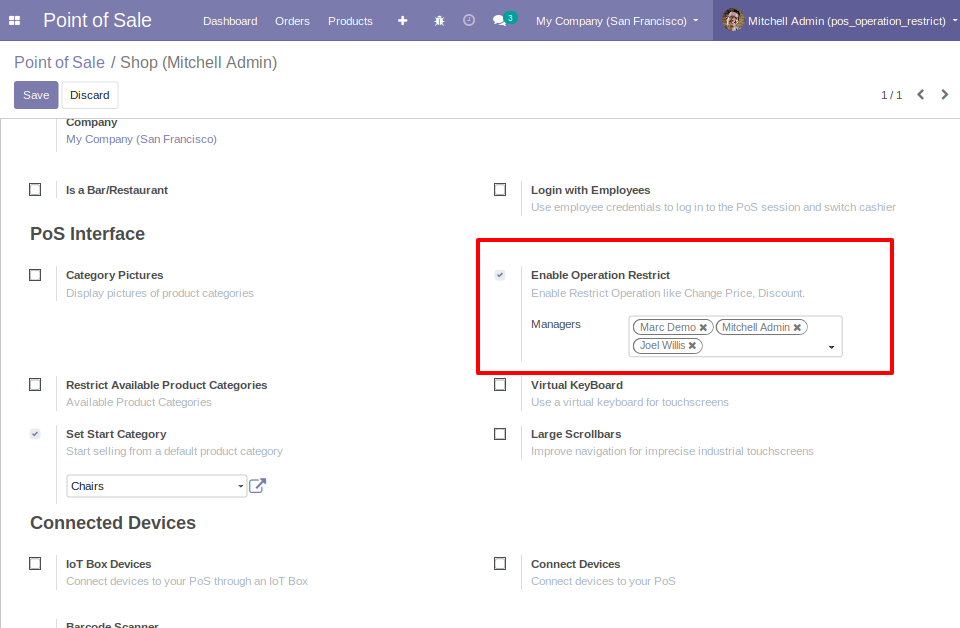 Point of Sale Dashboard Orders Products 3 My Company (San Francisco) Mitchell Admin (pos_operation_restrict)
Point of Sale / Shop (Mitchell Admin)
Save Discard 1 / 1
Company
My Company (San Francisco)
Is a Bar/Restaurant
Login with Employees
Use employee credentials to log in to the PoS session and switch cashier
PoS Interface
Category Pictures
Display pictures of product categories
Enable Operation Restrict
Enable Restrict Operation like Change Price, Discount.
Managers
Marc Demo ✖ Mitchell Admin ✖
Joel Willis ✖
Restrict Available Product Categories
Available Product Categories
Virtual KeyBoard
Use a virtual keyboard for touchscreens
Set Start Category
Start selling from a default product category
Chairs
Large Scrollbars
Improve navigation for imprecise industrial touchscreens
Connected Devices
IoT Box Devices
Connect devices to your PoS through an IoT Box
Connect Devices
Connect devices to your PoS
Barcode Scanner